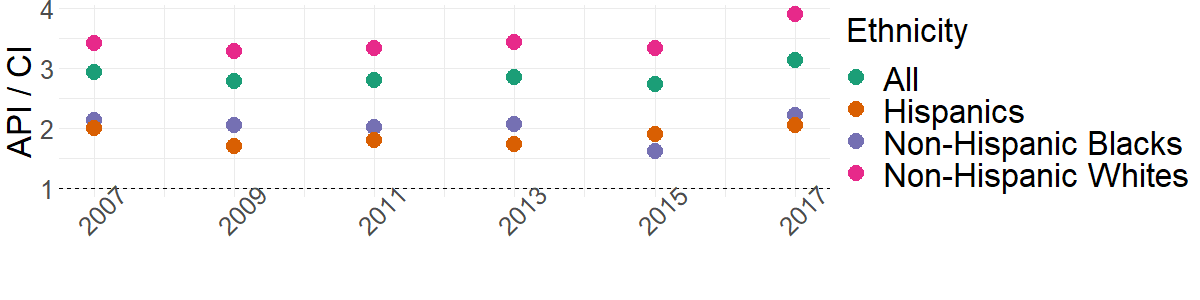 API / CI
4
3
2
1
2007
2009
2011
2013
2015
2017
Ethnicity
All
Hispanics
Non-Hispanic Blacks
Non-Hispanic Whites